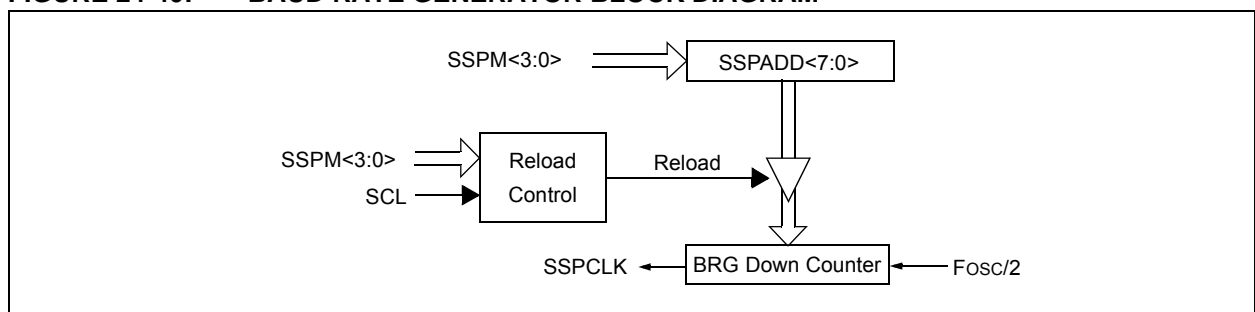 SSPM<3:0>
SSPADD<7:0>
SSPM<3:0>
SCL
Reload
Control
Reload
SSPCLK
BRG Down Counter
FOSC/2